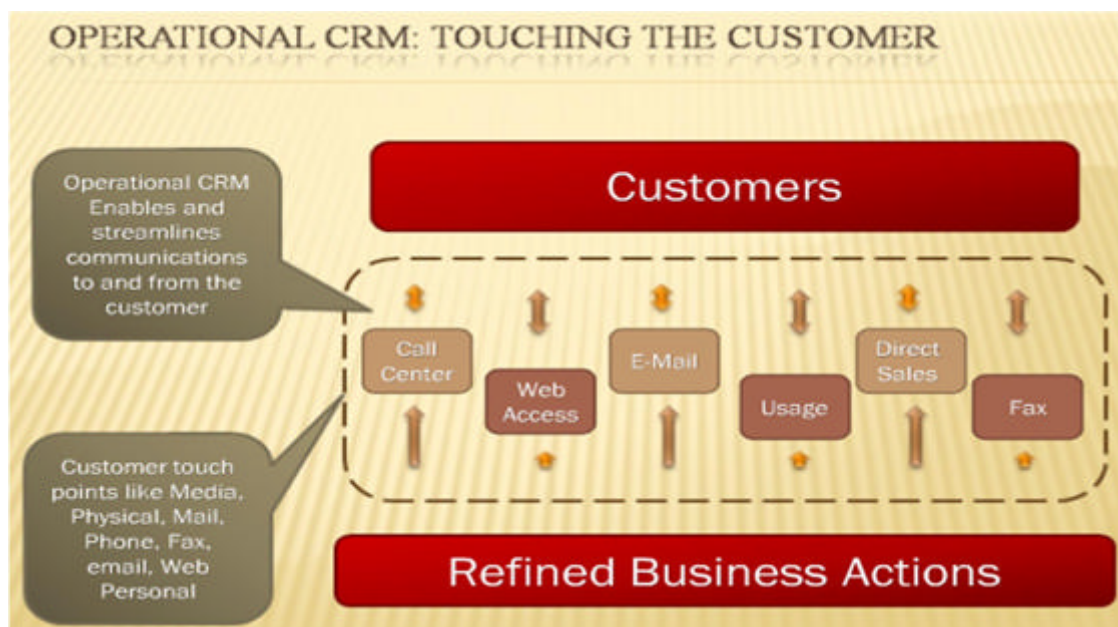 OPERATIONAL CRM: TOUCHING THE CUSTOMER
Operational CRM
Enables and
streamlines
communications
to and from the
customer
Customers
Call
Center
Web
Access
E-Mail
Usage
Direct
Sales
Fax
Customer touch
points like Media,
Physical, Mail,
Phone, Fax,
email, Web
Personal
Refined Business Actions